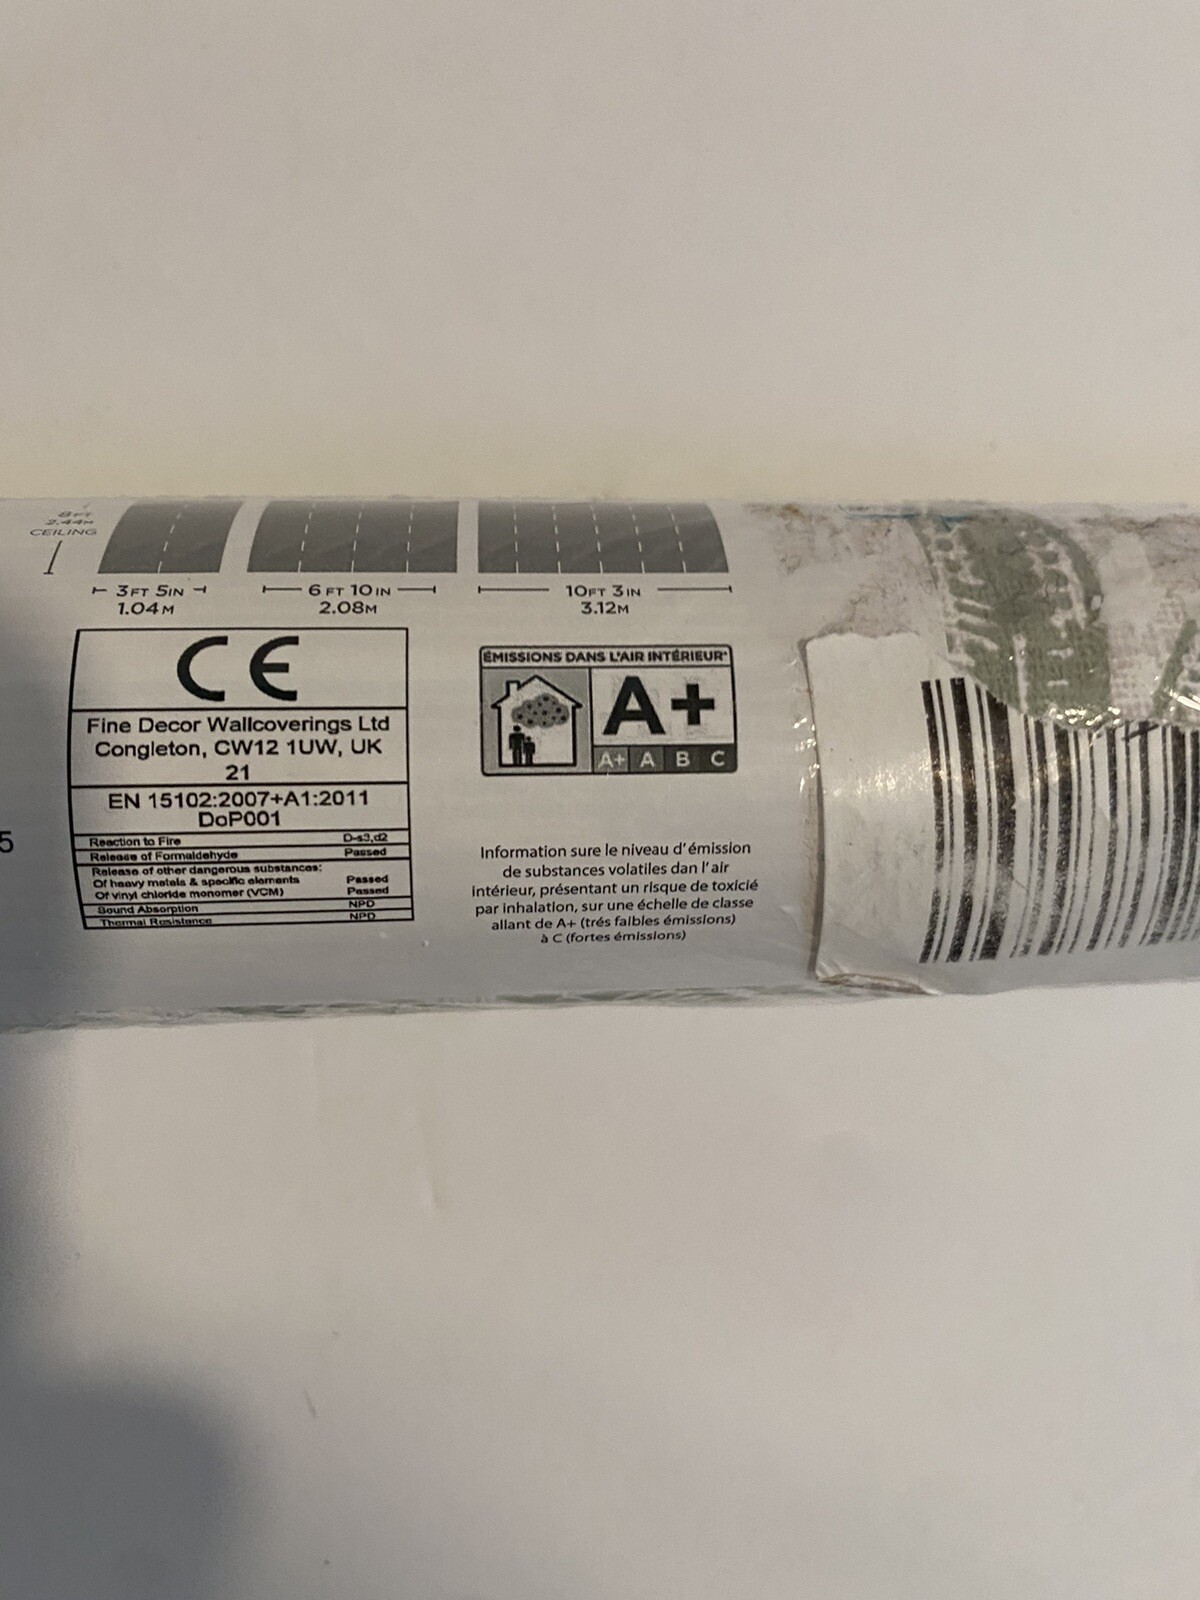 8FT
2.44M
CEILING
3FT 5IN
1.04M
6FT 10IN
2.08M
10FT 3IN
3.12M
CE
Fine Decor Wallcoverings Ltd
Congleton, CW12 1UW, UK
21
EN 15102:2007+A1:2011
DoP001
Reaction to Fire D-s3,d2
Release of Formaldehyde Passed
Release of other dangerous substances:
Of heavy metals & specific elements Passed
Of vinyl chloride monomer (VCM) Passed
Sound Absorption NPD
Thermal Resistance NPD
5
ÉMISSIONS DANS L'AIR INTÉRIEUR*
A+
A+ A B C
Information sure le niveau d'émission
de substances volatiles dan l'air
intérieur, présentant un risque de toxicié
par inhalation, sur une échelle de classe
allant de A+ (trés faibles émissions)
à C (fortes émissions)